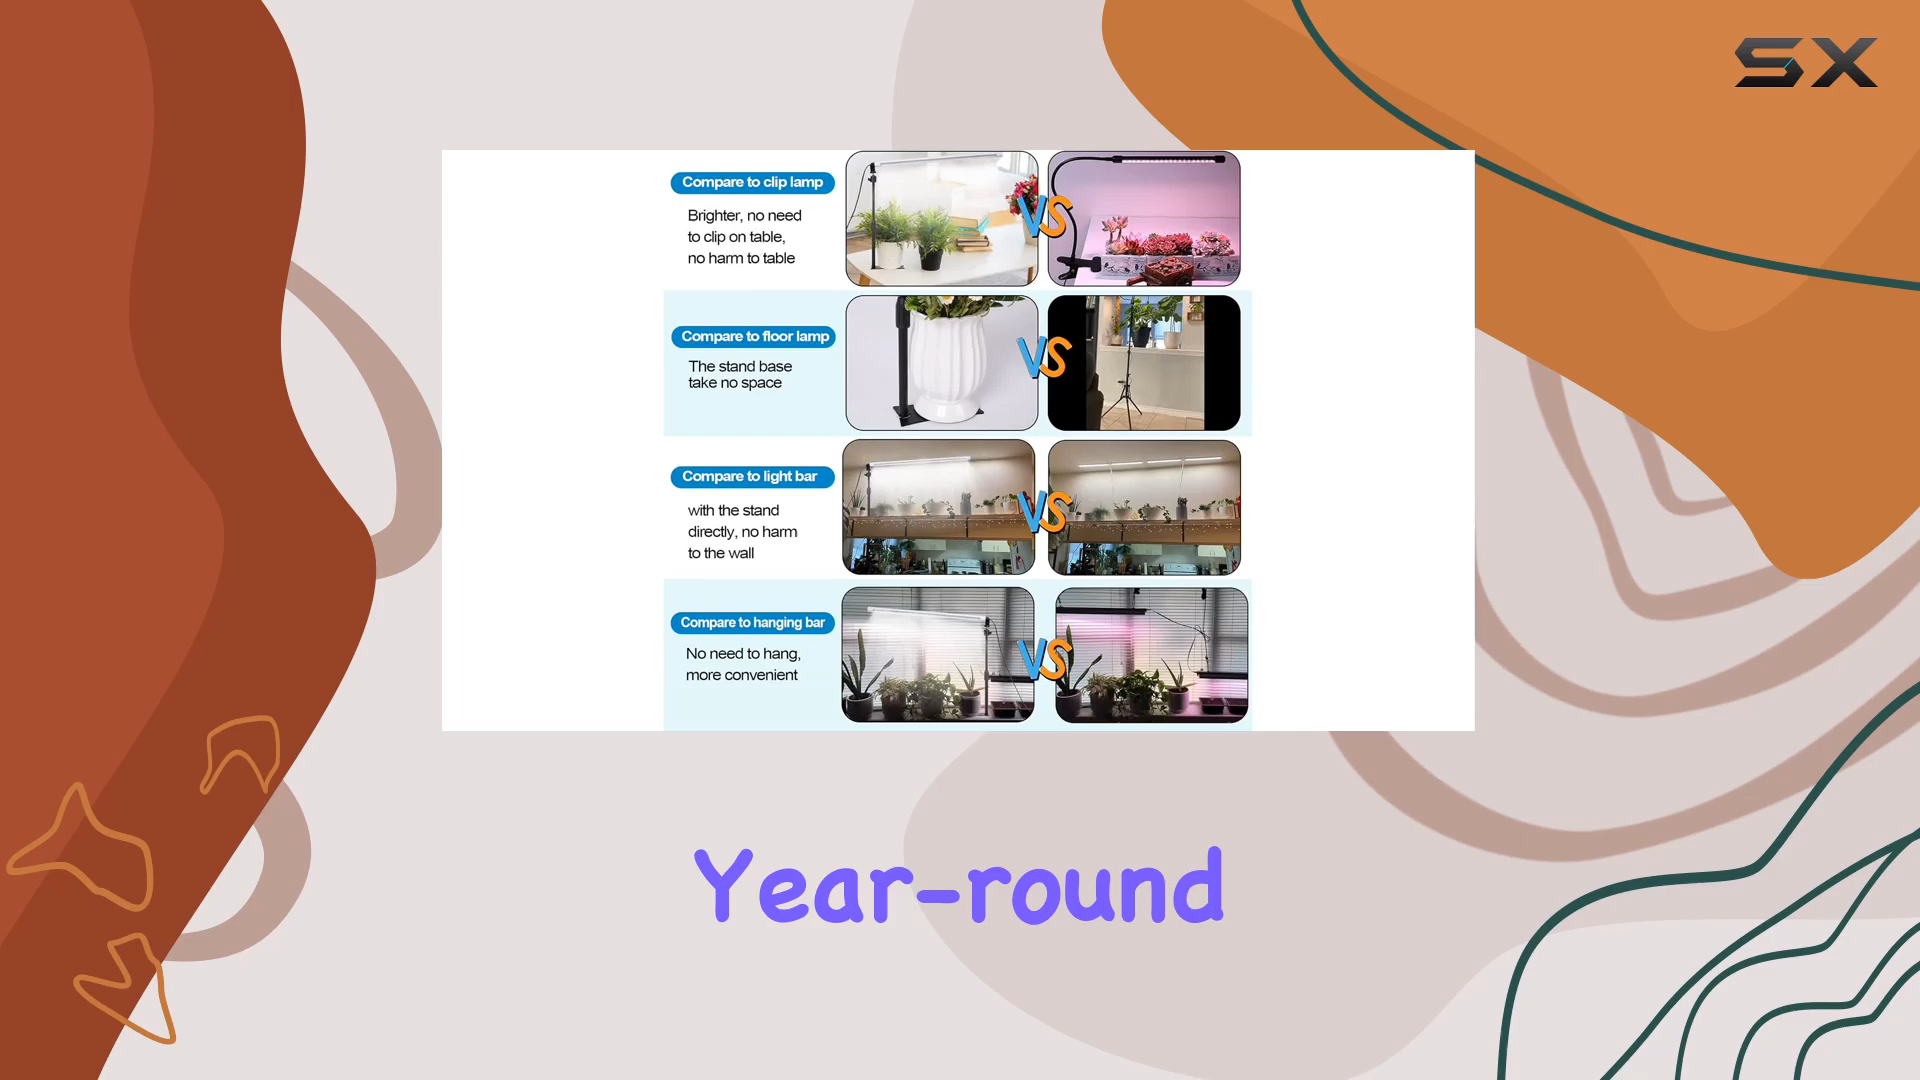 SX
Compare to clip lamp
Brighter, no need
to clip on table,
no harm to table
VS
Compare to floor lamp
The stand base
take no space
VS
Compare to light bar
with the stand
directly, no harm
to the wall
VS
Compare to hanging bar
No need to hang,
more convenient
VS
Year-round